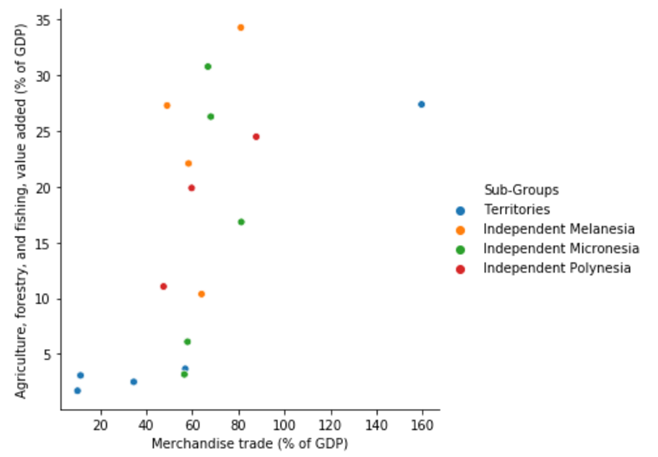 Agriculture, forestry, and fishing, value added (% of GDP)
35
30
25
20
15
10
5
20 40 60 80 100 120 140 160
Merchandise trade (% of GDP)
Sub-Groups
Territories
Independent Melanesia
Independent Micronesia
Independent Polynesia